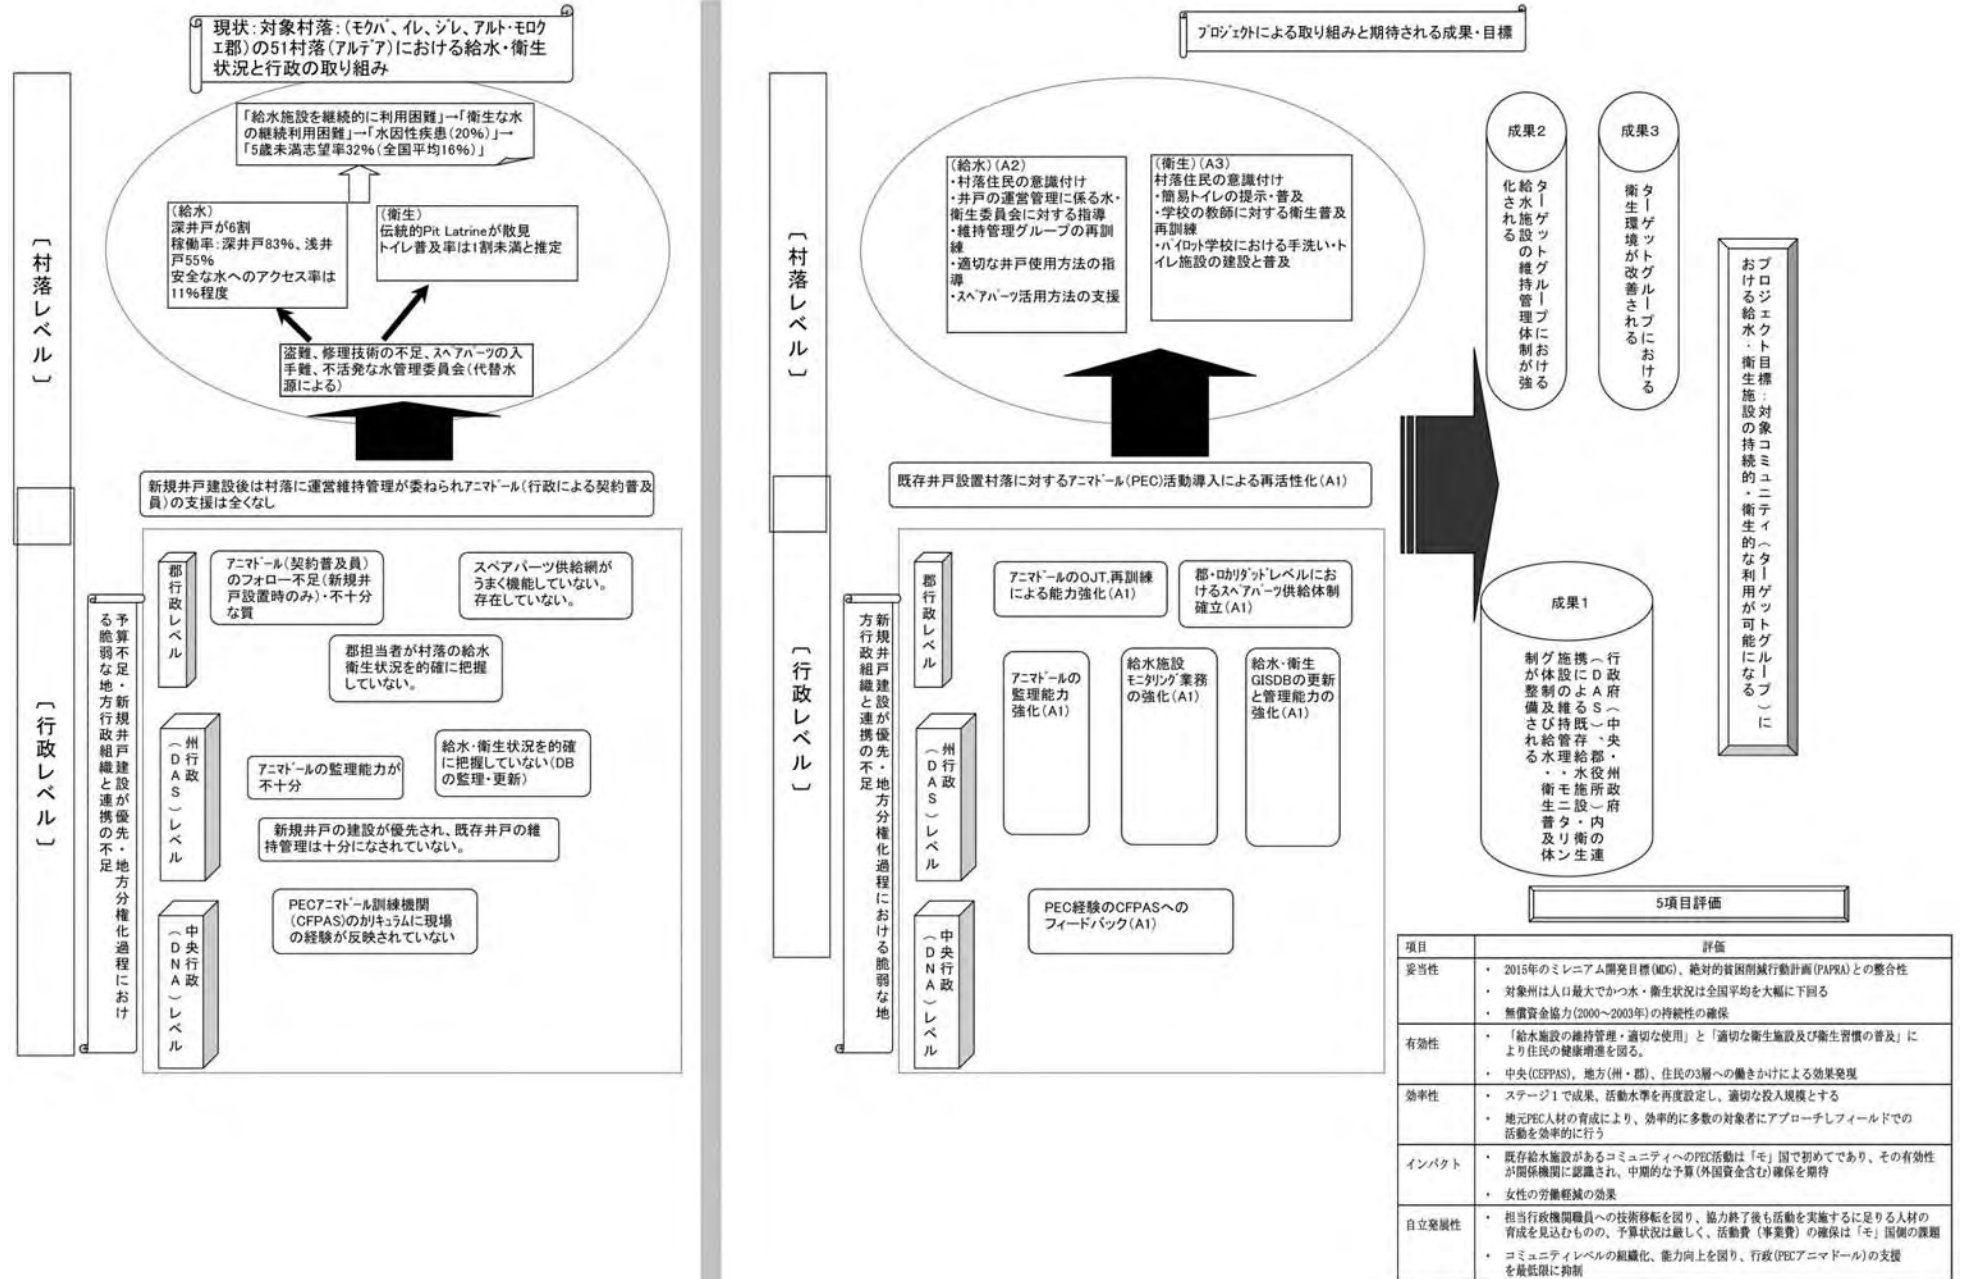 現状:対象村落:(モクバ、イレ、ジレ、アルト・モロク
エ郡)の51村落(アルデア)における給水・衛生
状況と行政の取り組み
〔村落レベル〕
「給水施設を継続的に利用困難」→「衛生な水
の継続利用困難」→「水因性疾患(20%)」→
「5歳未満志望率32%(全国平均16%)」
(給水)
深井戸が6割
稼働率:深井戸83%、浅井
戸55%
安全な水へのアクセス率は
11%程度
(衛生)
伝統的Pit Latrineが散見
トイレ普及率は1割未満と推定
盗難、修理技術の不足、スペアパーツの入
手難、不活発な水管理委員会(代替水
源による)
新規井戸建設後は村落に運営維持管理が委ねられアニマドール(行政による契約普及
員)の支援は全くなし
〔行政レベル〕
予算不足・新規井戸建設が優先・地方分権化過程におけ
る脆弱な地方行政組織と連携の不足
郡行政レベル
アニマドール(契約普及員)
のフォロー不足(新規井
戸設置時のみ)・不十分
な質
スペアパーツ供給網が
うまく機能していない。
存在していない。
郡担当者が村落の給水
衛生状況を的確に把握
していない。
州行政
(DAS)レベル
アニマドールの監理能力が
不十分
給水・衛生状況を的確
に把握していない(DB
の監理・更新)
新規井戸の建設が優先され、既存井戸の維
持管理は十分になされていない。
中央行政
(DNA)レベル
PECアニマドール訓練機関
(CFPAS)のカリキュラムに現場
の経験が反映されていない
プロジェクトによる取り組みと期待される成果・目標
〔村落レベル〕
(給水)(A2)
・村落住民の意識付け
・井戸の運営管理に係る水・
衛生委員会に対する指導
・維持管理グループの再訓
練
・適切な井戸使用方法の指
導
・スペアパーツ活用方法の支援
(衛生)(A3)
村落住民の意識付け
・簡易トイレの提示・普及
・学校の教師に対する衛生普及
再訓練
・パイロット学校における手洗い・ト
イレ施設の建設と普及
既存井戸設置村落に対するアニマドール(PEC)活動導入による再活性化(A1)
〔行政レベル〕
新規井戸建設が優先・地方分権化過程における脆弱な地
方行政組織と連携の不足
郡行政レベル
アニマドールのOJT,再訓練
による能力強化(A1)
郡・ロカリダッドレベルにお
けるスペアパーツ供給体制
確立(A1)
アニマドールの
監理能力
強化(A1)
給水施設
モニタリング業務
の強化(A1)
給水・衛生
GISDBの更新
と管理能力の
強化(A1)
州行政
(DAS)レベル
中央行政
(DNA)レベル
PEC経験のCFPASへの
フィードバック(A1)
成果2
ターゲットグループにおける
給水施設の維持管理体制が強
化される
成果3
ターゲットグループにおける
衛生環境が改善される
プロジェクト目標:対象コミュニティ(ターゲットグループ)に
おける給水・衛生施設の持続的・衛生的な利用が可能になる
成果1
行政府(中央・州政府
(DAS)、郡役所)内の連
携による既存給水施設・衛生
施設の維持管理・モニタリン
グ体制及び給水・衛生普及体
制が整備される
5項目評価
項目 評価
妥当性
・ 2015年のミレニアム開発目標(MDG)、絶対的貧困削減行動計画(PAPRA)との整合性
・ 対象州は人口最大でかつ水・衛生状況は全国平均を大幅に下回る
・ 無償資金協力(2000～2003年)の持続性の確保
有効性
・ 「給水施設の維持管理・適切な使用」と「適切な衛生施設及び衛生習慣の普及」に
より住民の健康増進を図る。
・ 中央(CEFPAS)、地方(州・郡)、住民の3層への働きかけによる効果発現
効率性
・ ステージ1で成果、活動水準を再度設定し、適切な投入規模とする
・ 地元PEC人材の育成により、効率的に多数の対象者にアプローチしフィールドでの
活動を効率的に行う
インパクト
・ 既存給水施設があるコミュニティへのPEC活動は「モ」国で初めてであり、その有効性
が関係機関に認識され、中期的な予算(外国資金含む)確保を期待
・ 女性の労働軽減の効果
自立発展性
・ 担当行政機関職員への技術移転を図り、協力終了後も活動を実施するに足りる人材の
育成を見込むものの、予算状況は厳しく、活動費(事業費)の確保は「モ」国側の課題
・ コミュニティレベルの組織化、能力向上を図り、行政(PECアニマドール)の支援
を最低限に抑制